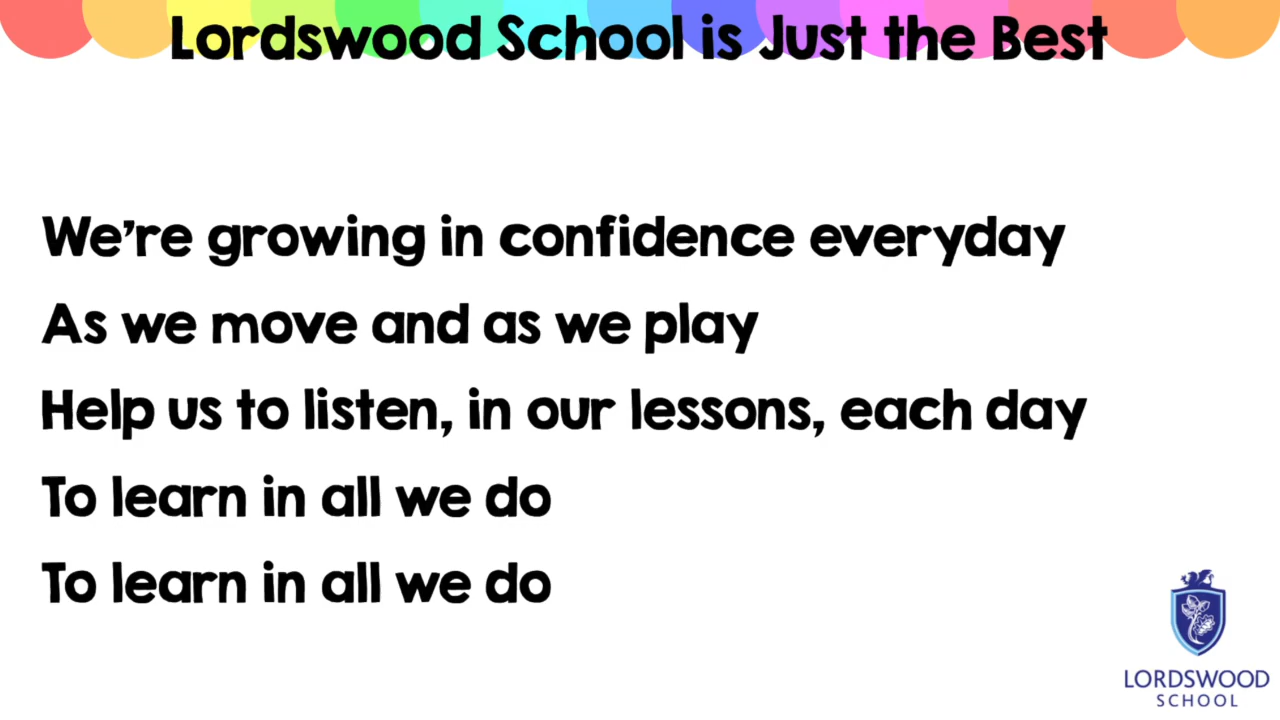 Lordswood School is Just the Best
We’re growing in confidence everyday
As we move and as we play
Help us to listen, in our lessons, each day
To learn in all we do
To learn in all we do
LORDSWOOD
SCHOOL